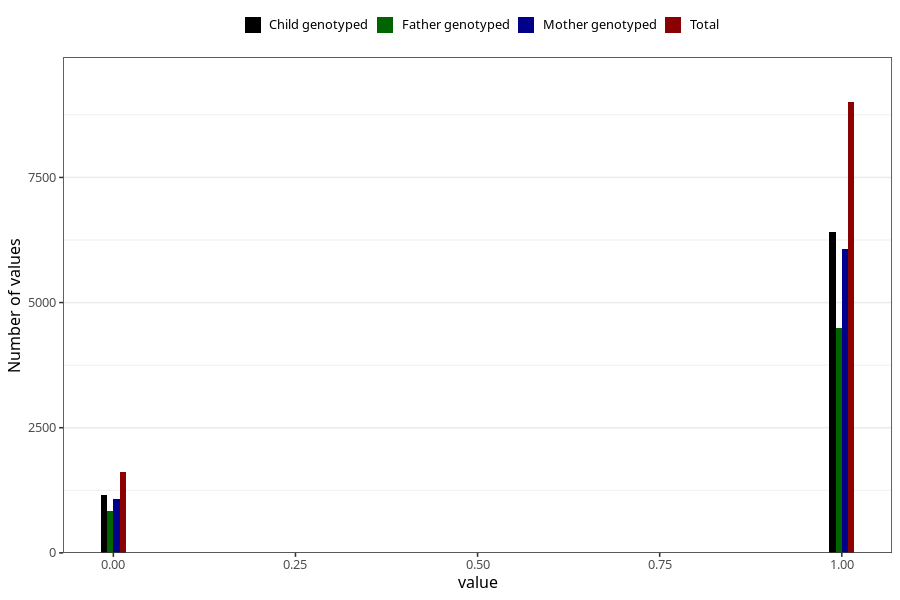 Child genotyped Father genotyped Mother genotyped Total
Number of values
7500
5000
2500
0
0.00 0.25 0.50 0.75 1.00
value